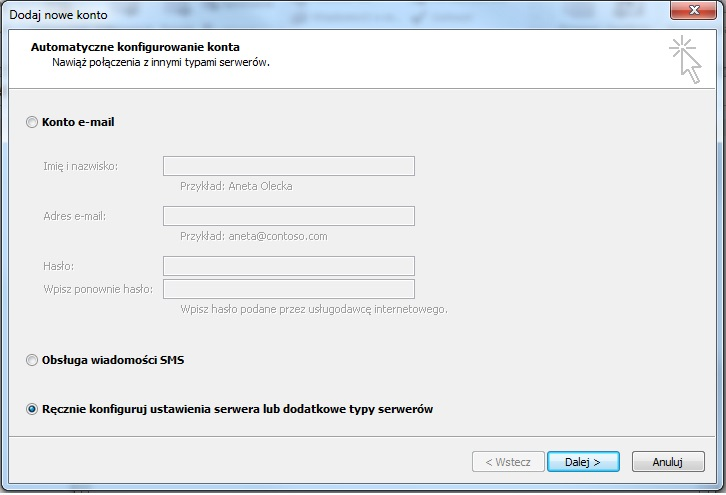 Dodaj nowe konto
Automatyczne konfigurowanie konta
Nawiąż połączenia z innymi typami serwerów.
Konto e-mail
Imię i nazwisko:
Przykład: Aneta Olecka
Adres e-mail:
Przykład: aneta@contoso.com
Hasło:
Wpisz ponownie hasło:
Wpisz hasło podane przez usługodawcę internetowego.
Obsługa wiadomości SMS
Ręcznie konfiguruj ustawienia serwera lub dodatkowe typy serwerów
< Wstecz Dalej > Anuluj